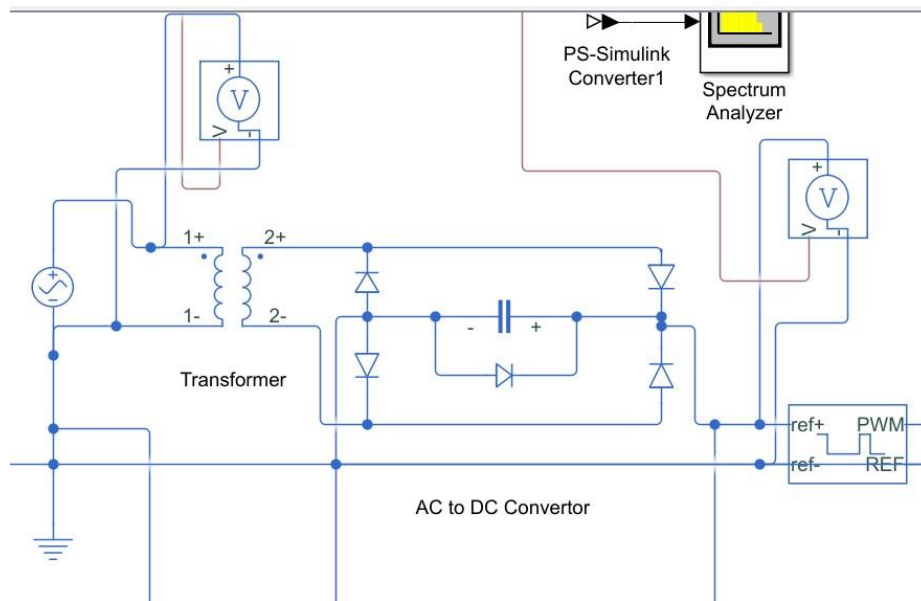 PS-Simulink
Converter1
Spectrum
Analyzer
+
V
V
-
+
V
V
-
1+
2+
+
-
1-
2-
- +
Transformer
ref+ PWM
ref- REF
AC to DC Convertor